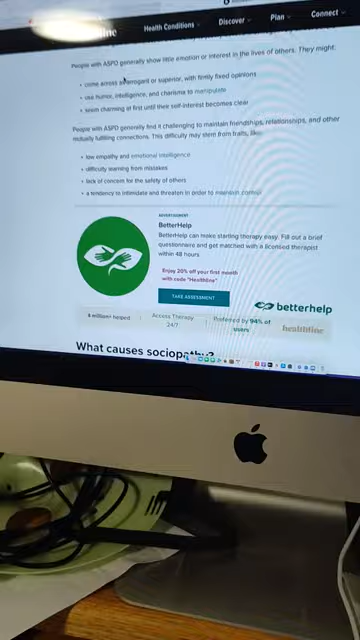 Health Conditions
Discover
Plan
Connect
People with ASPD generally show little emotion or interest in the lives of others. They might:
come across as arrogant or superior, with firmly fixed opinions
use humor, intelligence, and charisma to manipulate
seem charming at first until their self-interest becomes clear
People with ASPD generally find it challenging to maintain friendships, relationships, and other
mutually fulfilling connections. This difficulty may stem from traits, like:
low empathy and emotional intelligence
difficulty learning from mistakes
lack of concern for the safety of others
a tendency to intimidate and threaten in order to maintain control
ADVERTISEMENT
BetterHelp
BetterHelp can make starting therapy easy. Fill out a brief
questionnaire and get matched with a licensed therapist
within 48 hours
Enjoy 20% off your first month
with code "Healthline"
TAKE ASSESSMENT
betterhelp
4 million+ helped
Access Therapy
24/7
Preferred by 94% of
users
healthline
What causes sociopathy?